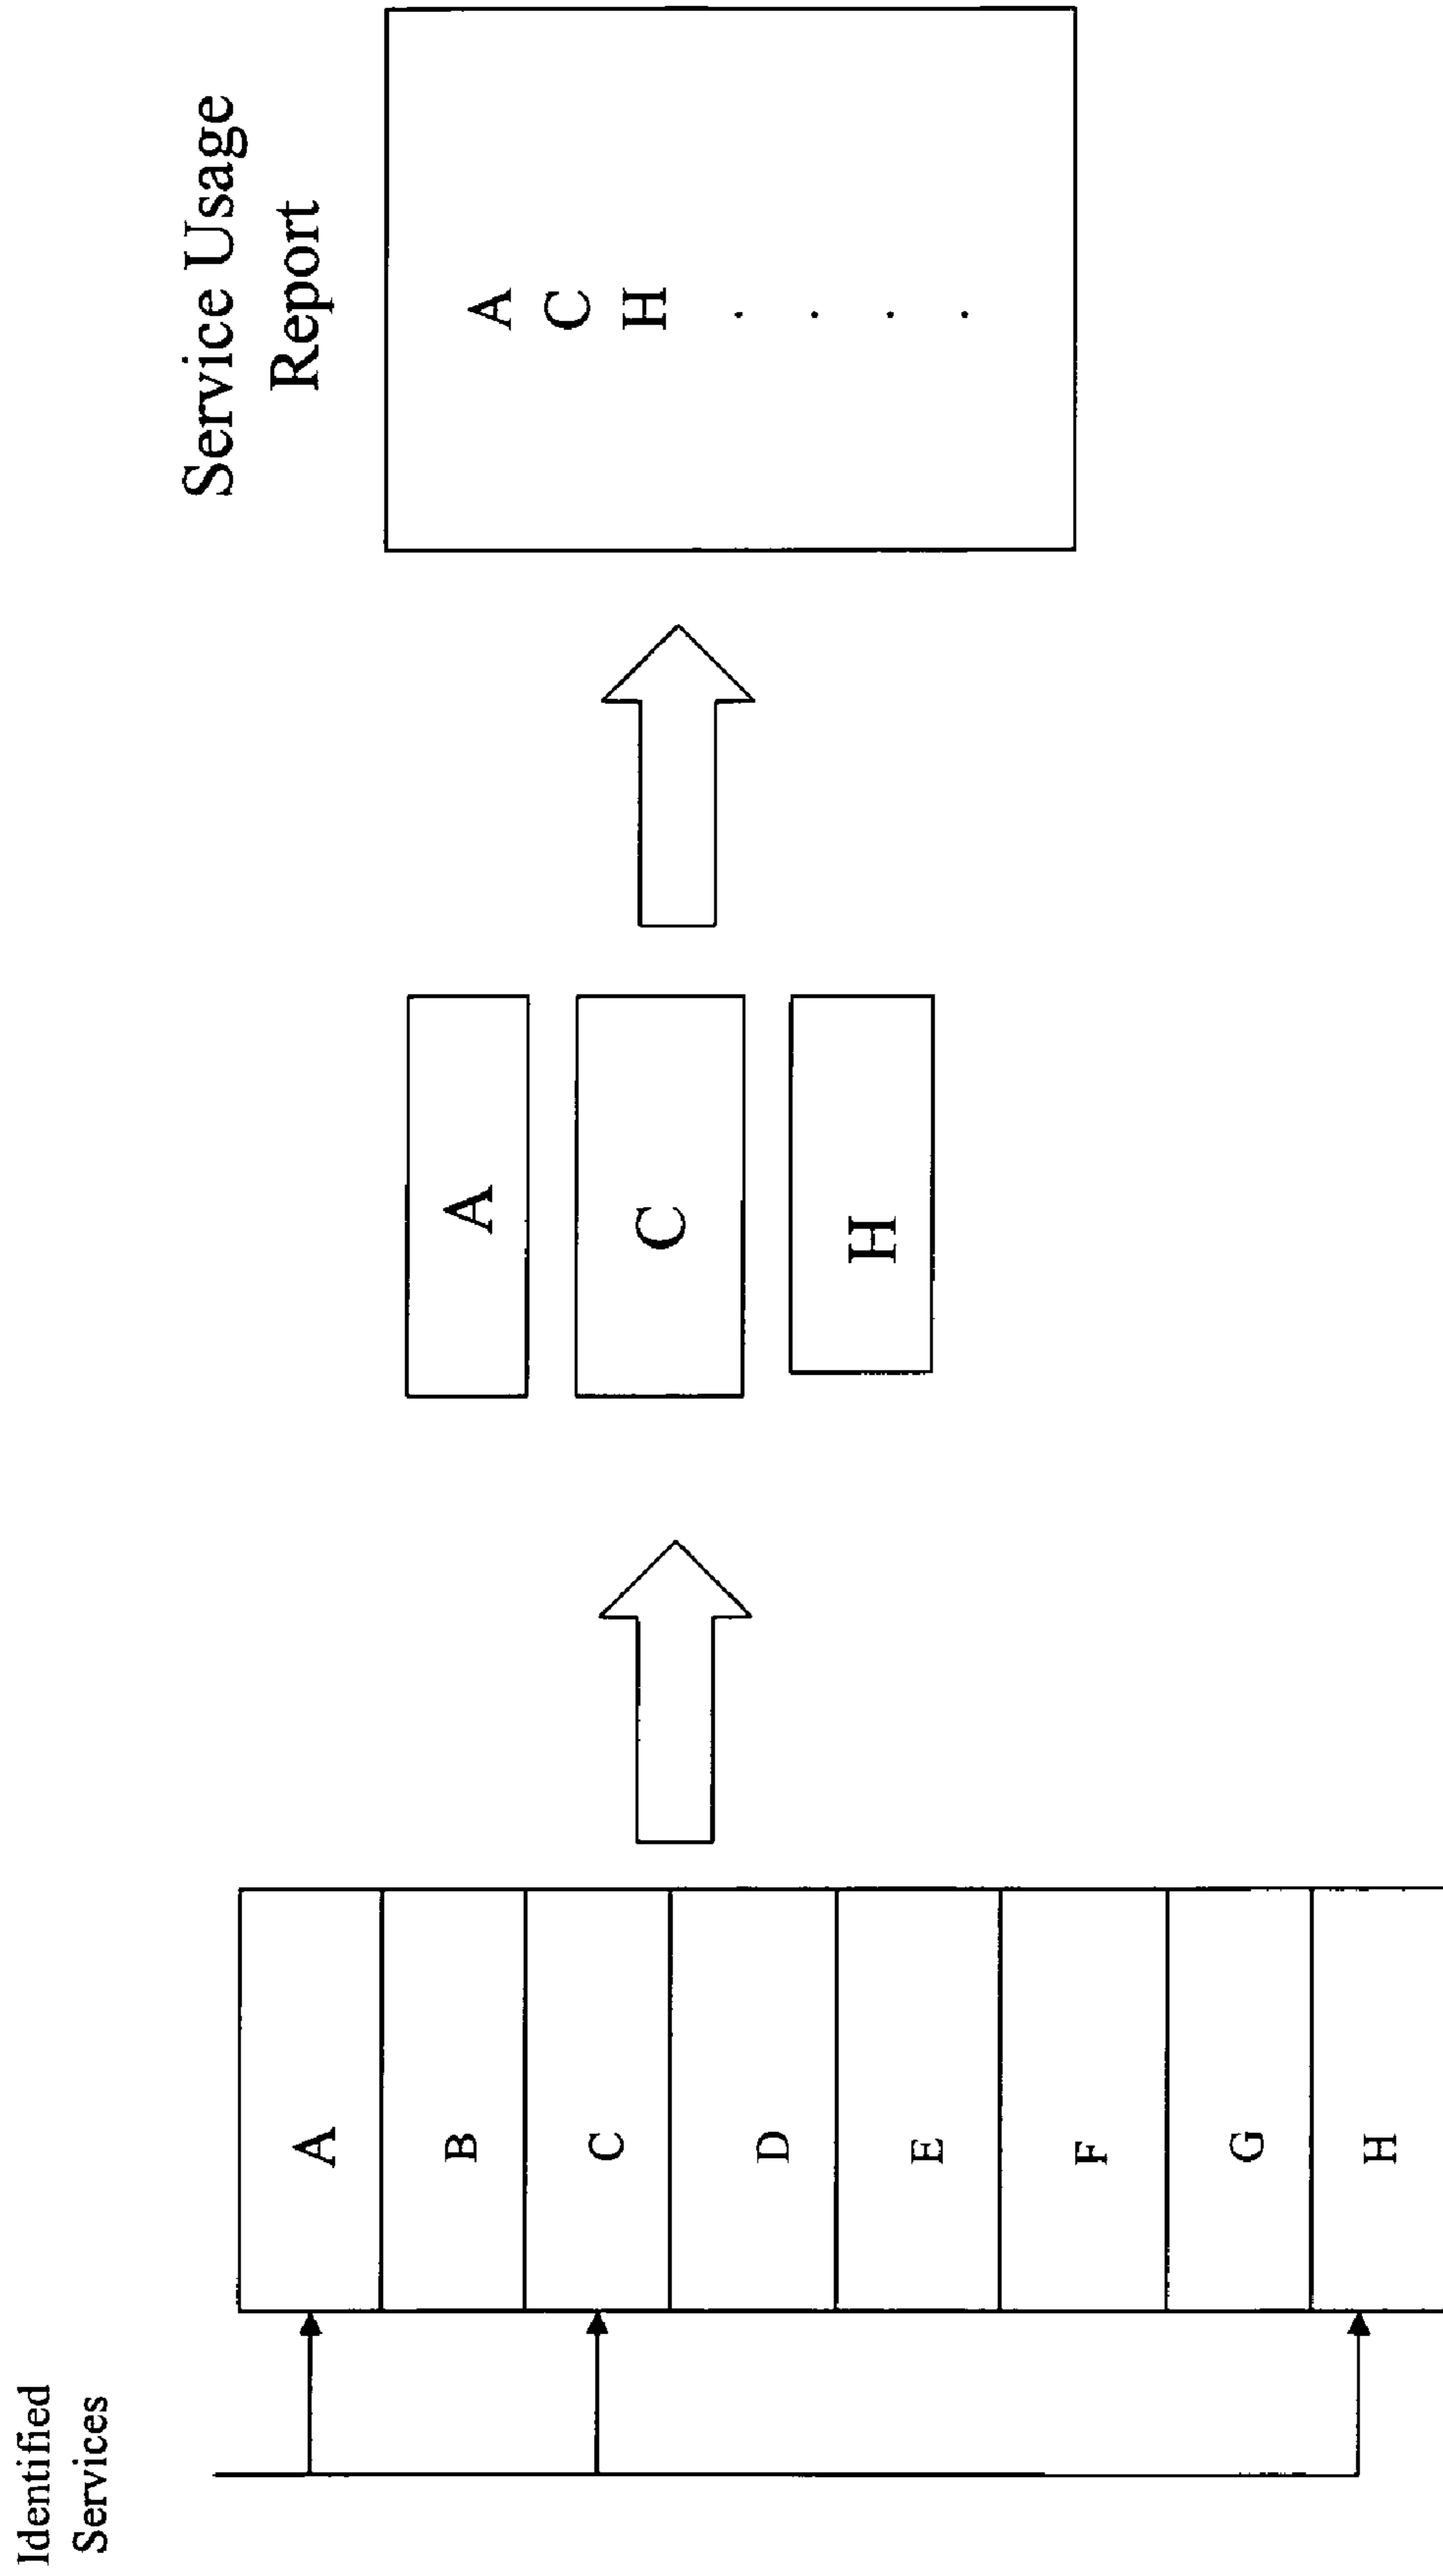 Identified
Services
A
B
C
D
E
F
G
H
A
C
H
Service Usage
Report
A
C
H
.
.
.
.